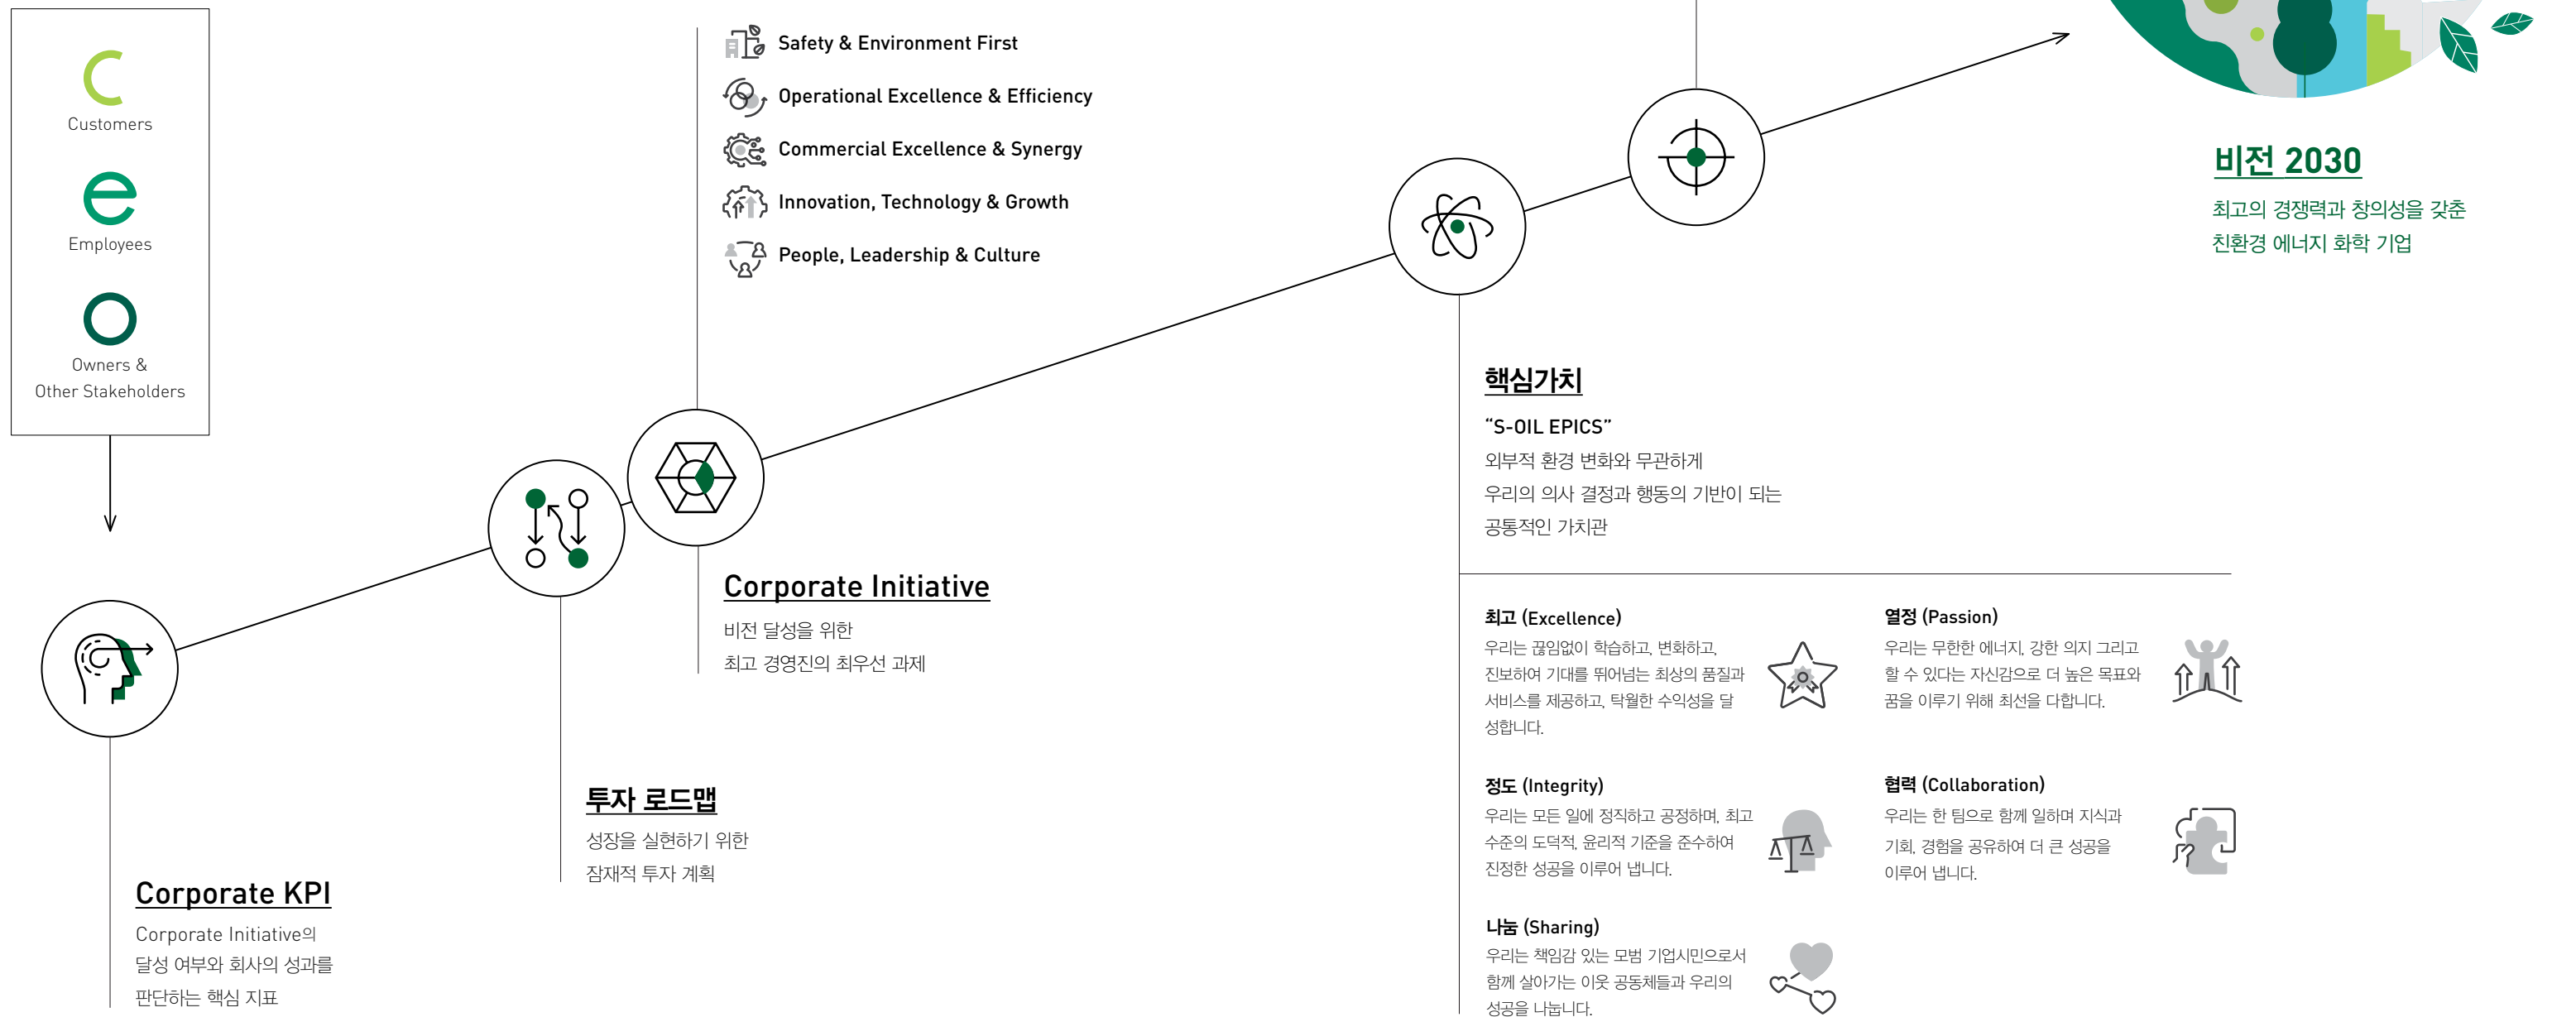 C
Customers
e
Employees
O
Owners &
Other Stakeholders
Safety & Environment First
Operational Excellence & Efficiency
Commercial Excellence & Synergy
Innovation, Technology & Growth
People, Leadership & Culture
비전 2030
최고의 경쟁력과 창의성을 갖춘
친환경 에너지 화학 기업
핵심가치
“S-OIL EPICS”
외부적 환경 변화와 무관하게
우리의 의사 결정과 행동의 기반이 되는
공통적인 가치관
Corporate Initiative
비전 달성을 위한
최고 경영진의 최우선 과제
투자 로드맵
성장을 실현하기 위한
잠재적 투자 계획
Corporate KPI
Corporate Initiative의
달성 여부와 회사의 성과를
판단하는 핵심 지표
최고 (Excellence)
우리는 끊임없이 학습하고, 변화하고,
진보하여 기대를 뛰어넘는 최상의 품질과
서비스를 제공하고, 탁월한 수익성을 달
성합니다.
열정 (Passion)
우리는 무한한 에너지, 강한 의지 그리고
할 수 있다는 자신감으로 더 높은 목표와
꿈을 이루기 위해 최선을 다합니다.
정도 (Integrity)
우리는 모든 일에 정직하고 공정하며, 최고
수준의 도덕적, 윤리적 기준을 준수하여
진정한 성공을 이루어 냅니다.
협력 (Collaboration)
우리는 한 팀으로 함께 일하며 지식과
기회, 경험을 공유하여 더 큰 성공을
이루어 냅니다.
나눔 (Sharing)
우리는 책임감 있는 모범 기업시민으로서
함께 살아가는 이웃 공동체들과 우리의
성공을 나눕니다.